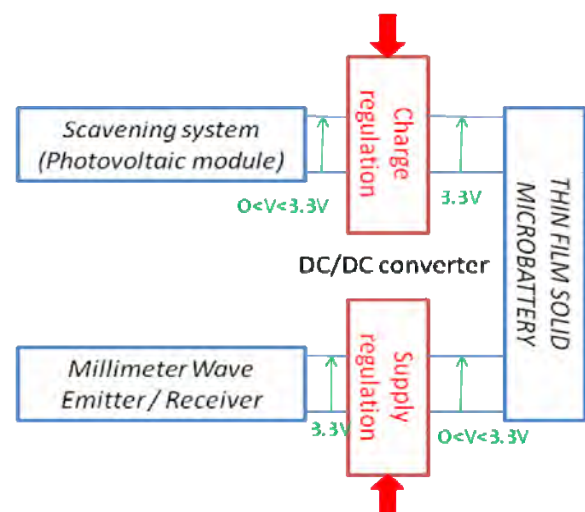 Scavening system
(Photovoltaic module)
Charge
regulation
0<V<3.3V
3.3V
THIN FILM SOLID
MICROBATTERY
DC/DC converter
Millimeter Wave
Emitter / Receiver
Supply
regulation
3.3V
0<V<3.3V